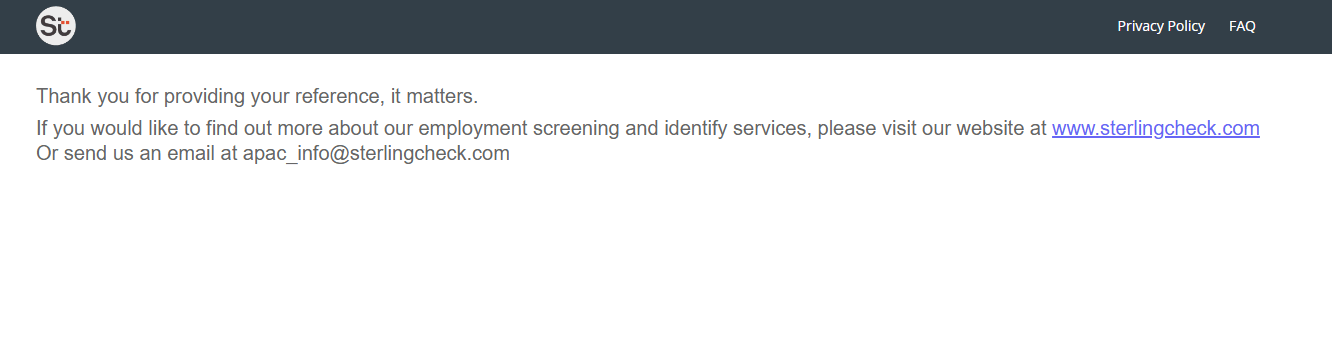 St
Privacy Policy FAQ
Thank you for providing your reference, it matters.
If you would like to find out more about our employment screening and identify services, please visit our website at www.sterlingcheck.com
Or send us an email at apac_info@sterlingcheck.com